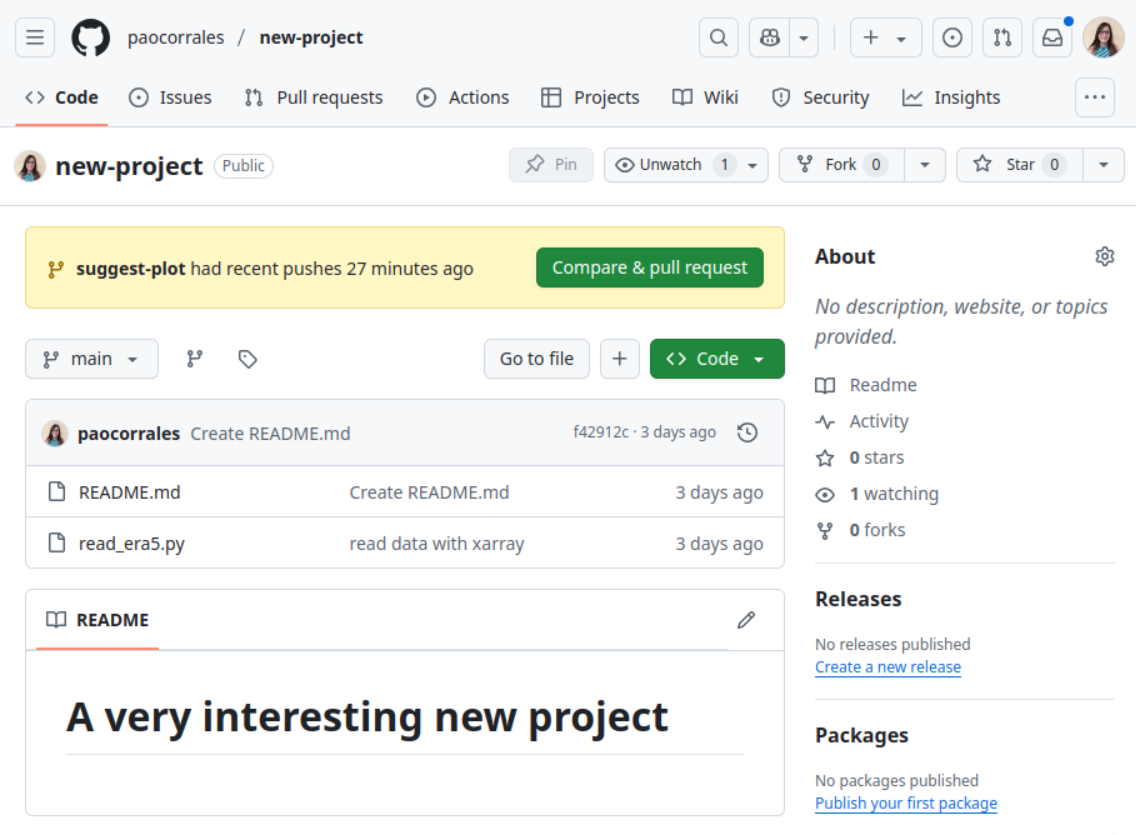 paocorrales / new-project
Code Issues Pull requests Actions Projects Wiki Security Insights
new-project Public Pin Unwatch 1 Fork 0 Star 0
suggest-plot had recent pushes 27 minutes ago Compare & pull request
main Go to file Code
paocorrales Create README.md f42912c · 3 days ago
README.md Create README.md 3 days ago
read_era5.py read data with xarray 3 days ago
README
A very interesting new project
About
No description, website, or topics
provided.
Readme
Activity
0 stars
1 watching
0 forks
Releases
No releases published
Create a new release
Packages
No packages published
Publish your first package